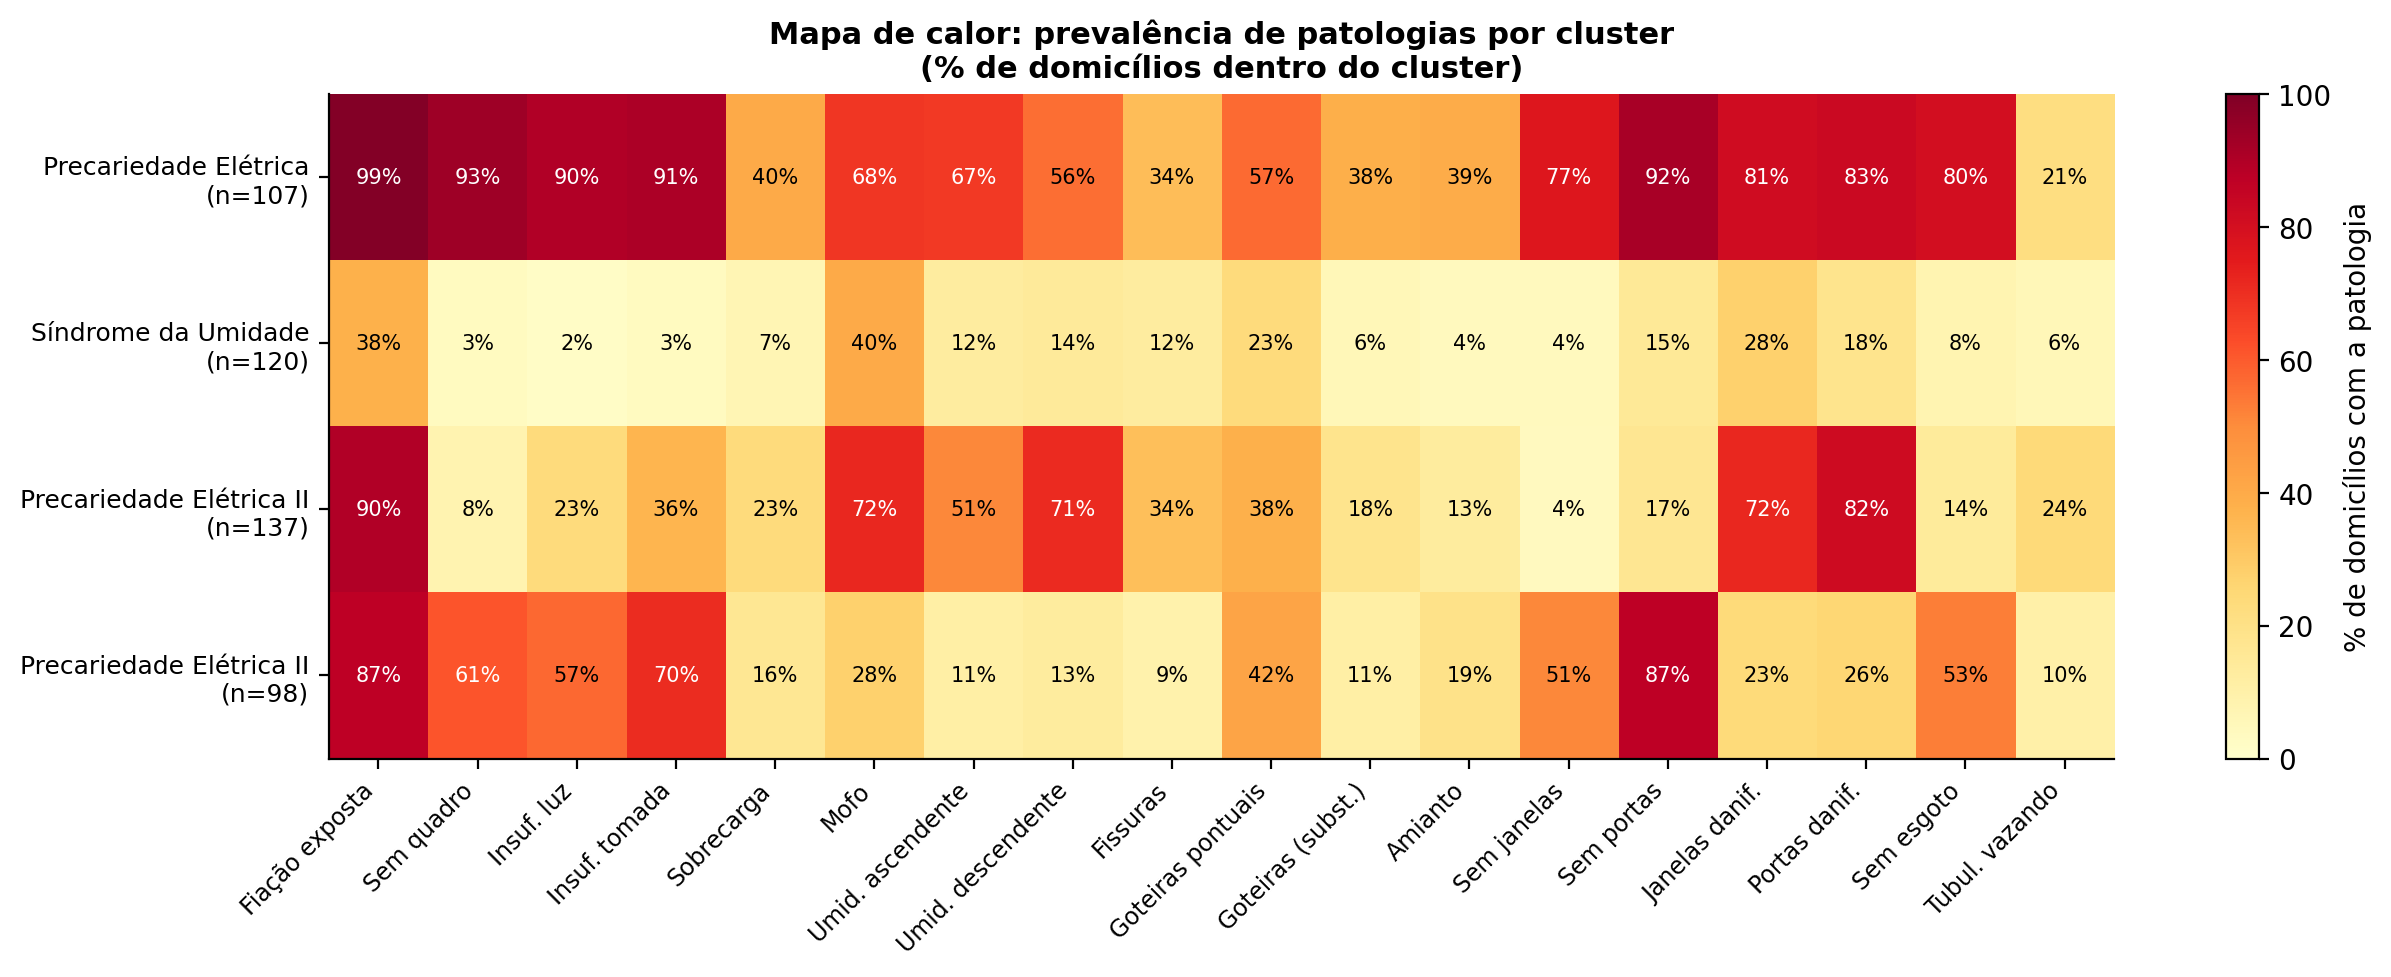 Mapa de calor: prevalência de patologias por cluster
(% de domicílios dentro do cluster)
Precariedade Elétrica
(n=107)
99% 93% 90% 91% 40% 68% 67% 56% 34% 57% 38% 39% 77% 92% 81% 83% 80% 21%
Síndrome da Umidade
(n=120)
38% 3% 2% 3% 7% 40% 12% 14% 12% 23% 6% 4% 4% 15% 28% 18% 8% 6%
Precariedade Elétrica II
(n=137)
90% 8% 23% 36% 23% 72% 51% 71% 34% 38% 18% 13% 4% 17% 72% 82% 14% 24%
Precariedade Elétrica II
(n=98)
87% 61% 57% 70% 16% 28% 11% 13% 9% 42% 11% 19% 51% 87% 23% 26% 53% 10%
Fiação exposta
Sem quadro
Insuf. luz
Insuf. tomada
Sobrecarga
Mofo
Umid. ascendente
Umid. descendente
Fissuras
Goteiras pontuais
Goteiras (subst.)
Amianto
Sem janelas
Sem portas
Janelas danif.
Portas danif.
Sem esgoto
Tubul. vazando
100
80
60
40
20
0
% de domicílios com a patologia